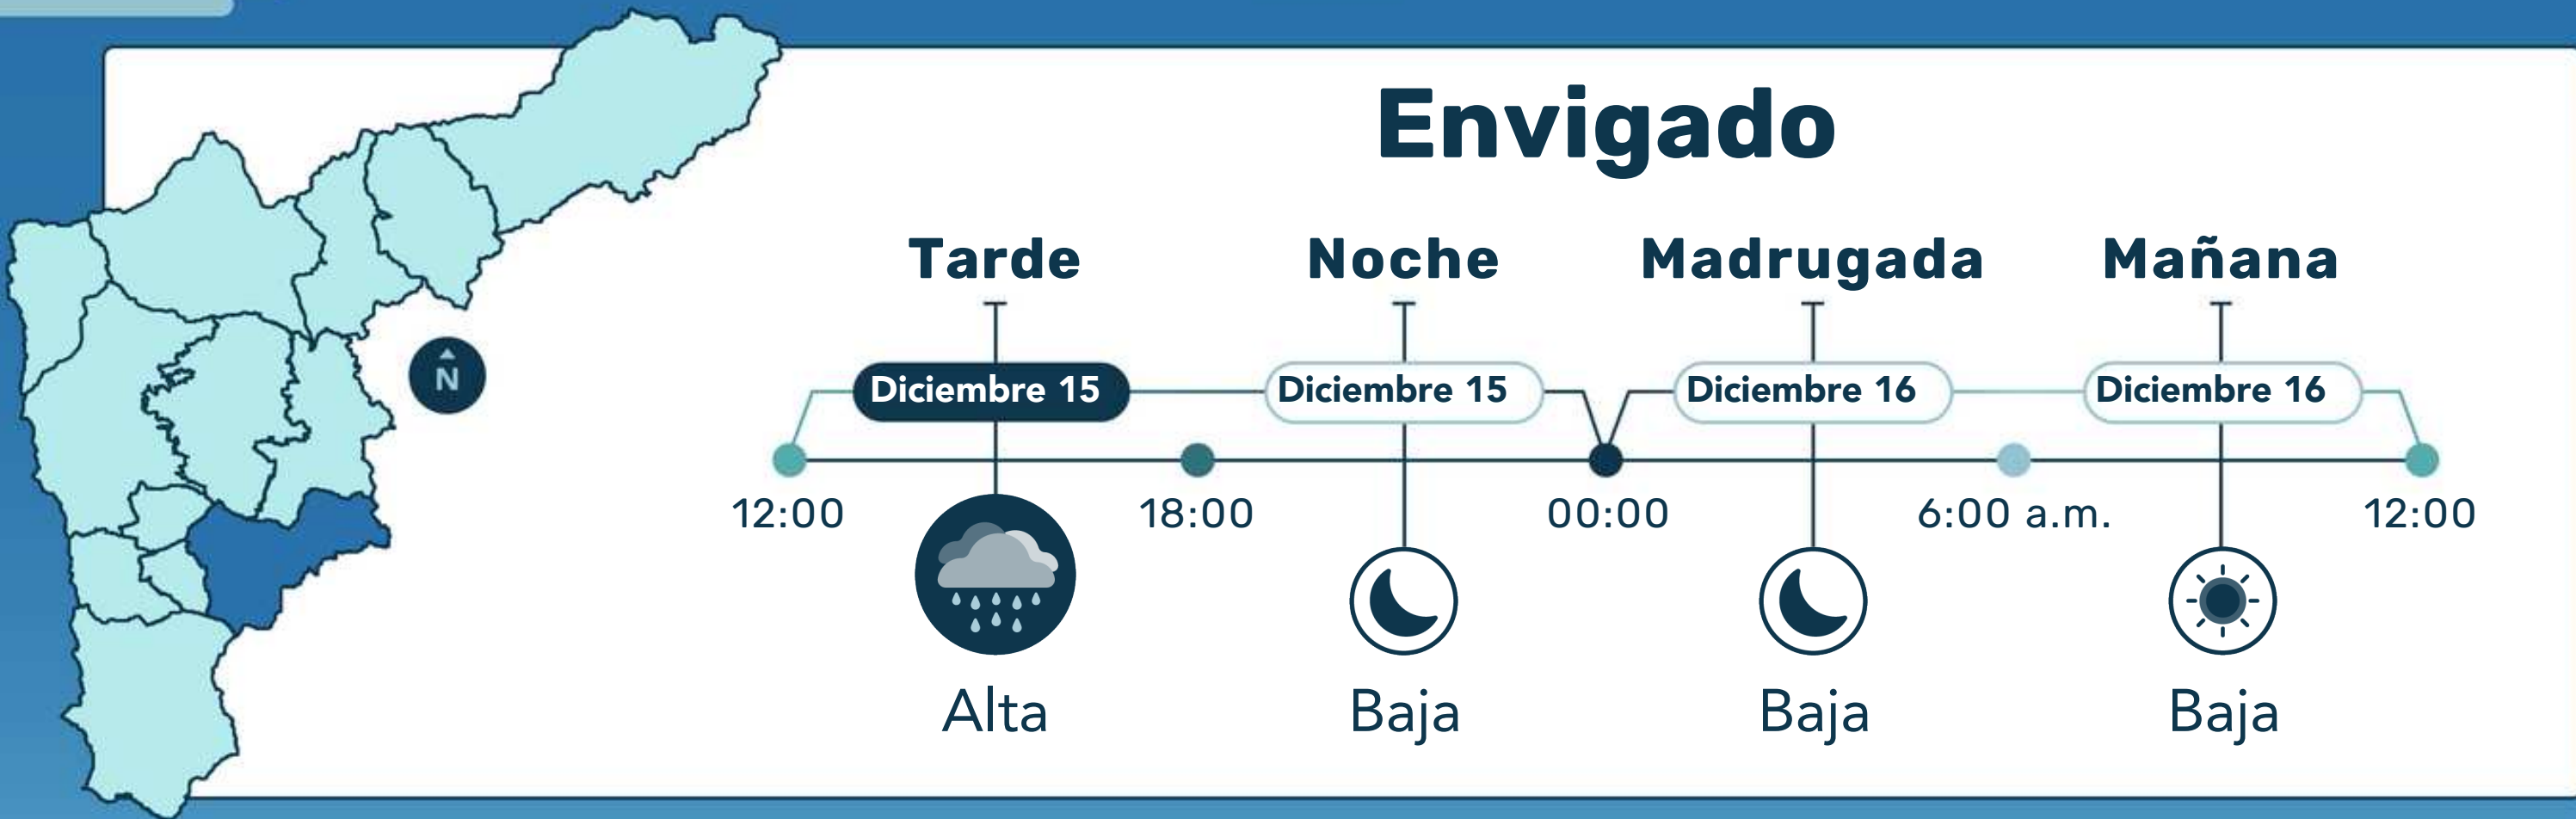 Envigado
Tarde Noche Madrugada Mañana
Diciembre 15 Diciembre 15 Diciembre 16 Diciembre 16
N
12:00 18:00 00:00 6:00 a.m. 12:00
Alta Baja Baja Baja